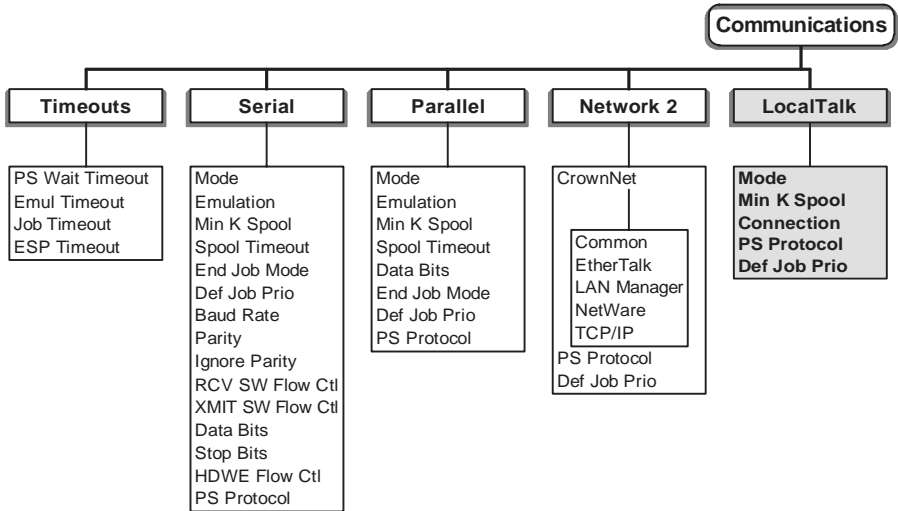 Communications
Timeouts
Serial
Parallel
Network 2
LocalTalk
PS Wait Timeout
Emul Timeout
Job Timeout
ESP Timeout
Mode
Emulation
Min K Spool
Spool Timeout
End Job Mode
Def Job Prio
Baud Rate
Parity
Ignore Parity
RCV SW Flow Ctl
XMIT SW Flow Ctl
Data Bits
Stop Bits
HDWE Flow Ctl
PS Protocol
Mode
Emulation
Min K Spool
Spool Timeout
Data Bits
End Job Mode
Def Job Prio
PS Protocol
CrownNet
Common
EtherTalk
LAN Manager
NetWare
TCP/IP
PS Protocol
Def Job Prio
Mode
Min K Spool
Connection
PS Protocol
Def Job Prio